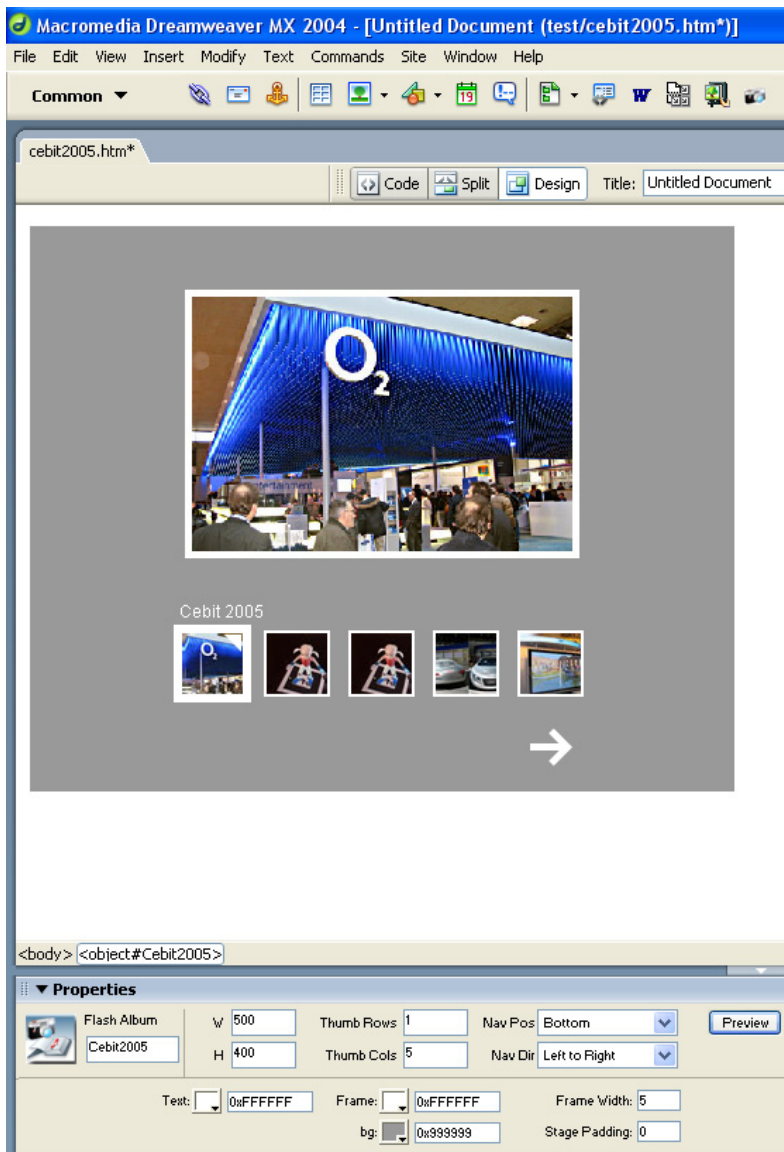 Macromedia Dreamweaver MX 2004 - [Untitled Document (test/cebit2005.htm*)]
File Edit View Insert Modify Text Commands Site Window Help
Common
19
W
cebit2005.htm*
Code Split Design Title: Untitled Document
O2
entertainment
Cebit 2005
O2
<body> <object#Cebit2005>
Properties
Flash Album W 500 Thumb Rows 1 Nav Pos Bottom Preview
Cebit2005 H 400 Thumb Cols 5 Nav Dir Left to Right
Text: 0xFFFFFF Frame: 0xFFFFFF Frame Width: 5
bg: 0x999999 Stage Padding: 0